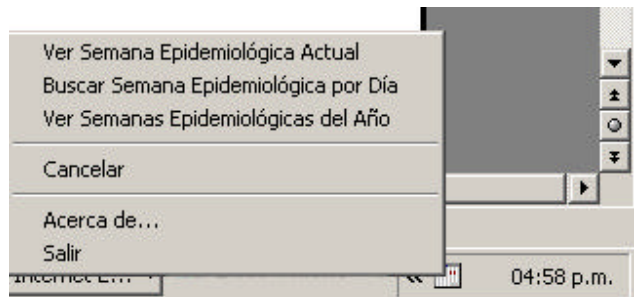 Ver Semana Epidemiológica Actual
Buscar Semana Epidemiológica por Día
Ver Semanas Epidemiológicas del Año
Cancelar
Acerca de...
Salir
04:58 p.m.